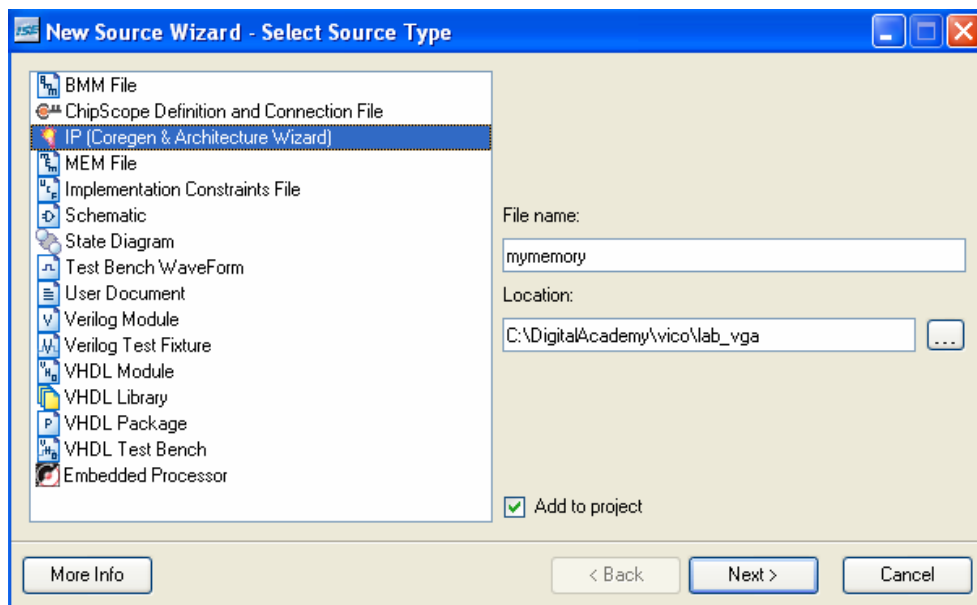 ISE New Source Wizard - Select Source Type
BMM File
ChipScope Definition and Connection File
IP (Coregen & Architecture Wizard)
MEM File
Implementation Constraints File
Schematic
State Diagram
Test Bench WaveForm
User Document
Verilog Module
Verilog Test Fixture
VHDL Module
VHDL Library
VHDL Package
VHDL Test Bench
Embedded Processor
File name:
mymemory
Location:
C:\DigitalAcademy\vico\lab_vga
...
Add to project
More Info
< Back
Next >
Cancel